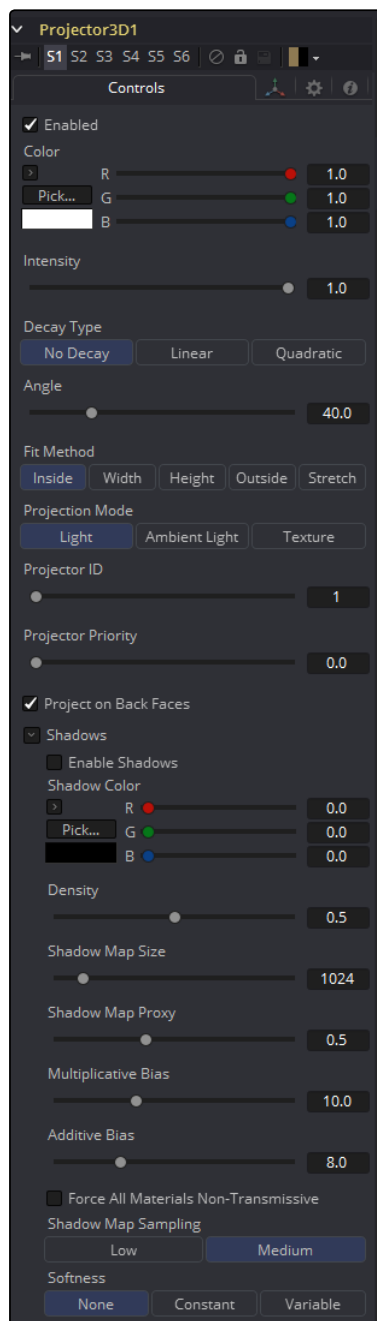 Projector3D1
S1 S2 S3 S4 S5 S6
Controls
Enabled
Color
R 1.0
Pick... G 1.0
B 1.0
Intensity
1.0
Decay Type
No Decay Linear Quadratic
Angle
40.0
Fit Method
Inside Width Height Outside Stretch
Projection Mode
Light Ambient Light Texture
Projector ID
1
Projector Priority
0.0
Project on Back Faces
Shadows
Enable Shadows
Shadow Color
R 0.0
Pick... G 0.0
B 0.0
Density
0.5
Shadow Map Size
1024
Shadow Map Proxy
0.5
Multiplicative Bias
10.0
Additive Bias
8.0
Force All Materials Non-Transmissive
Shadow Map Sampling
Low Medium
Softness
None Constant Variable